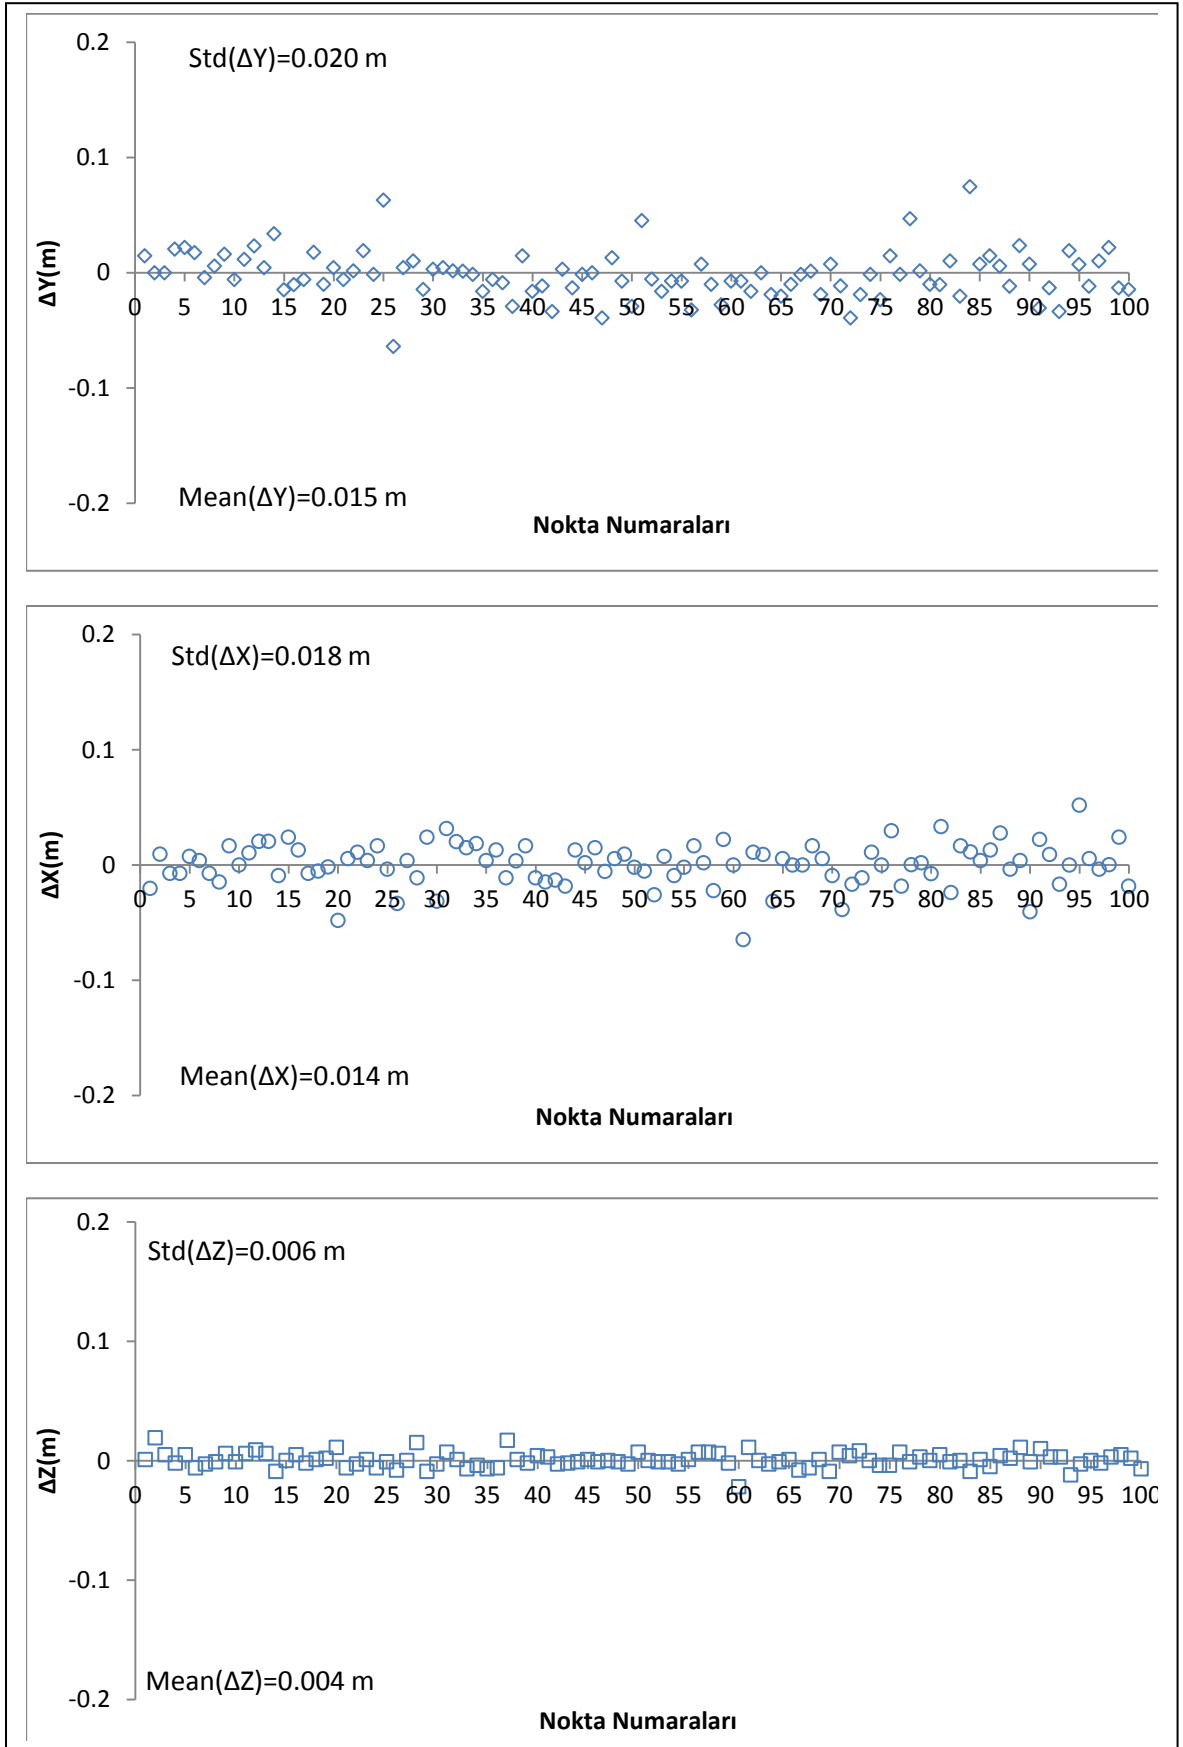 0.2
Std(ΔY)=0.020 m
0.1
ΔY(m)
0
0 5 10 15 20 25 30 35 40 45 50 55 60 65 70 75 80 85 90 95 100
-0.1
Mean(ΔY)=0.015 m
-0.2
Nokta Numaraları
0.2
Std(ΔX)=0.018 m
0.1
ΔX(m)
0
0 5 10 15 20 25 30 35 40 45 50 55 60 65 70 75 80 85 90 95 100
-0.1
Mean(ΔX)=0.014 m
-0.2
Nokta Numaraları
0.2
Std(ΔZ)=0.006 m
0.1
ΔZ(m)
0
0 5 10 15 20 25 30 35 40 45 50 55 60 65 70 75 80 85 90 95 100
-0.1
Mean(ΔZ)=0.004 m
-0.2
Nokta Numaraları